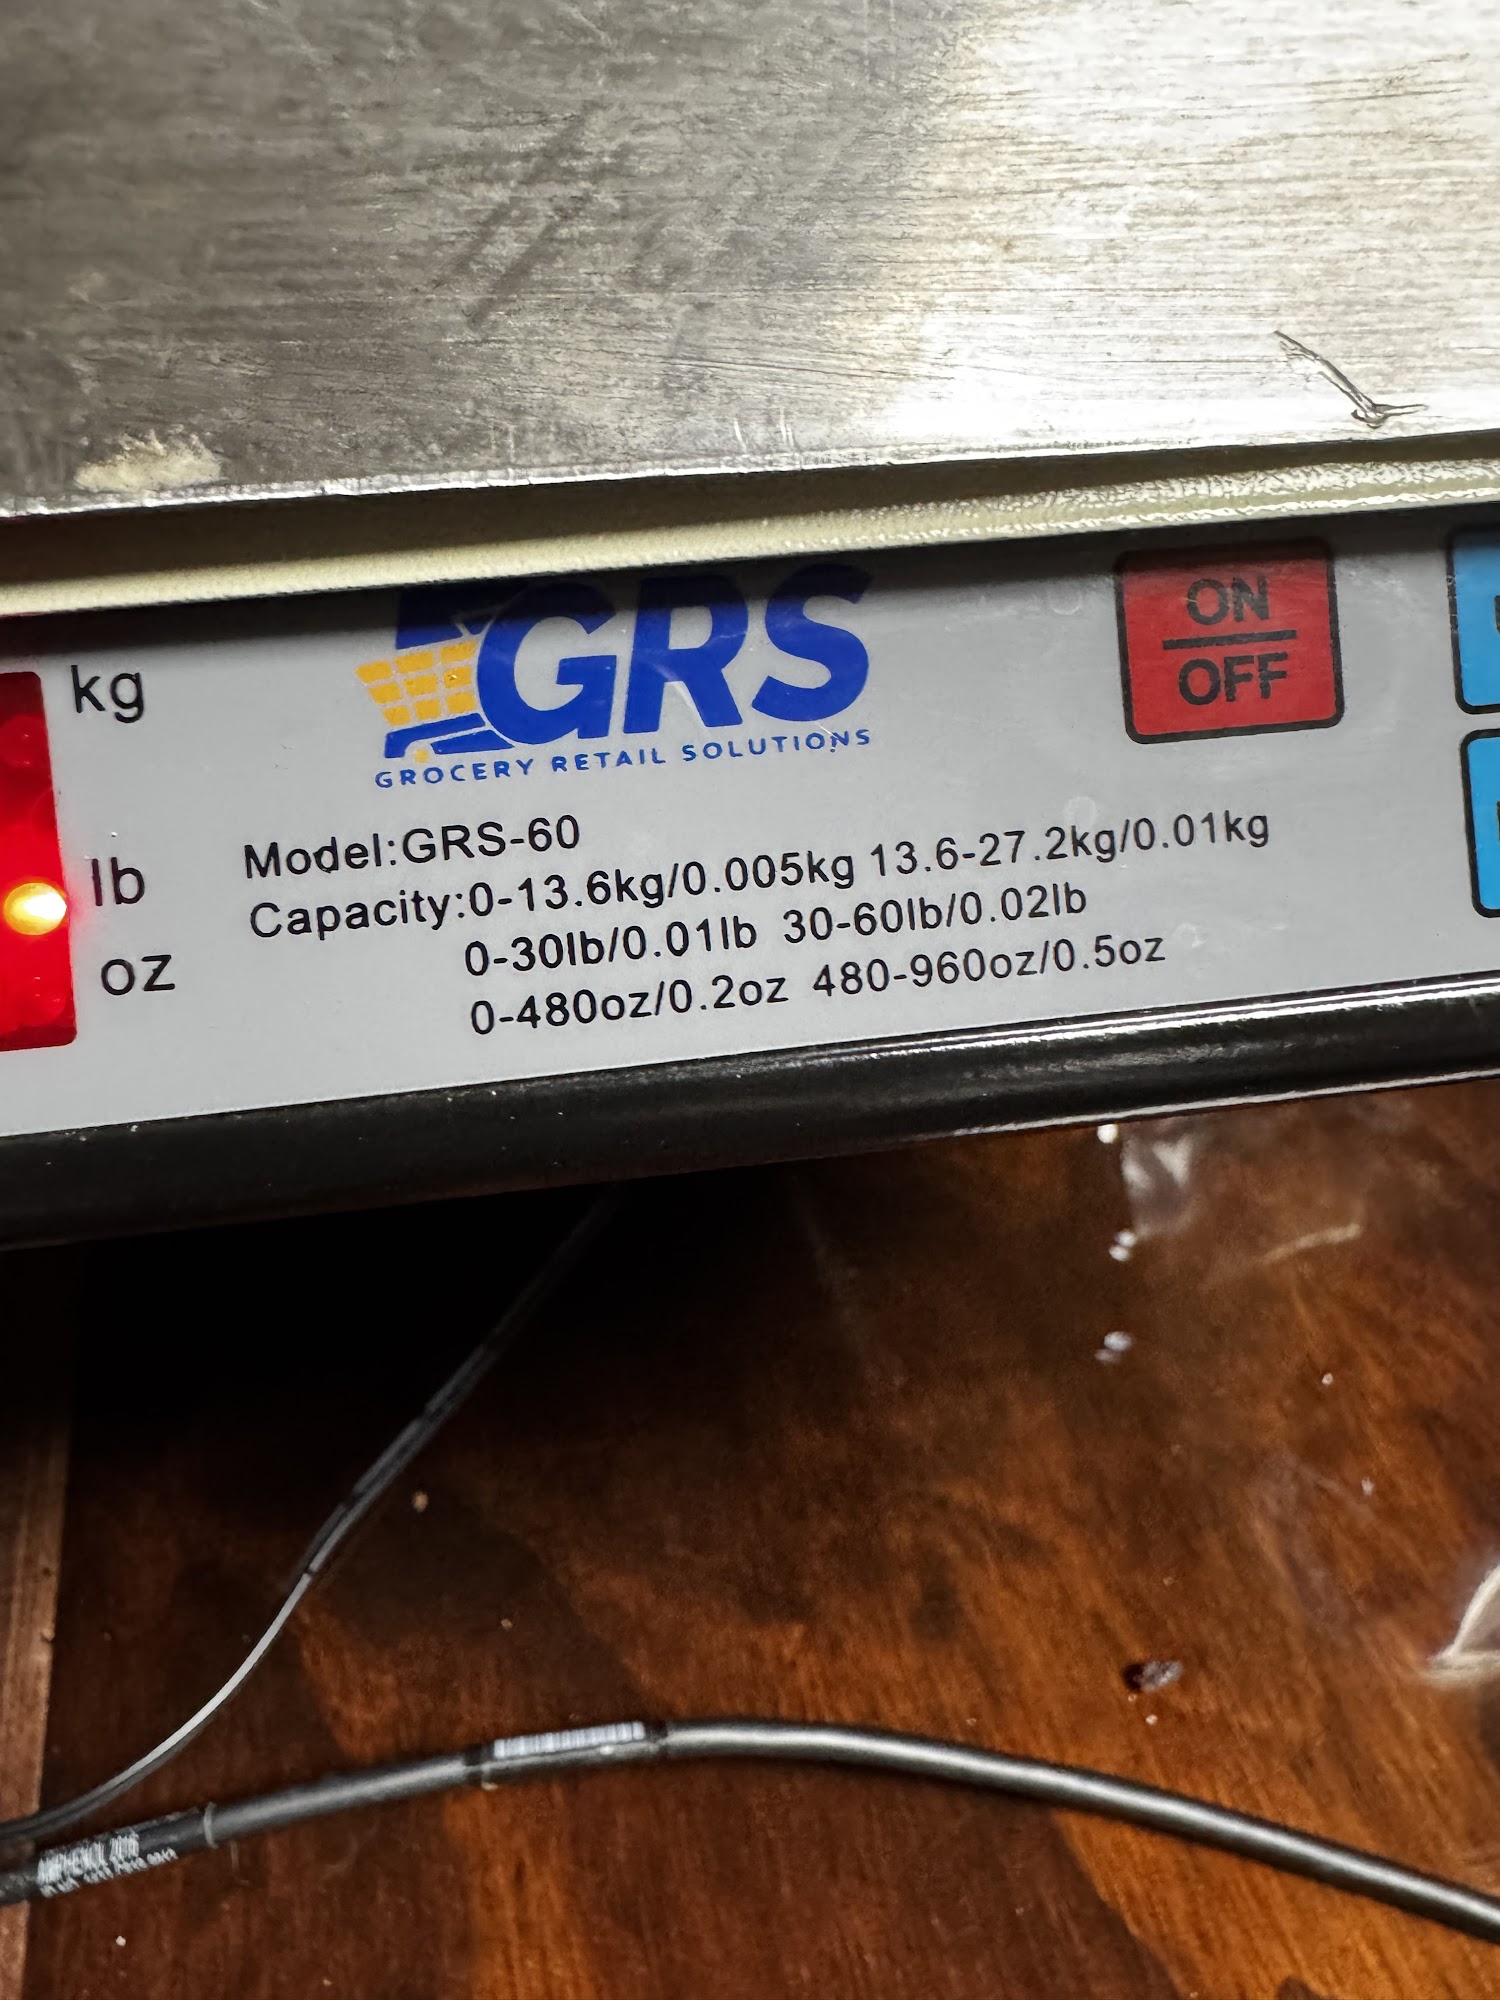 kg
lb
oz
GRS
GROCERY RETAIL SOLUTIONS
ON
OFF
Model:GRS-60
Capacity:0-13.6kg/0.005kg 13.6-27.2kg/0.01kg
0-30lb/0.01lb 30-60lb/0.02lb
0-480oz/0.2oz 480-960oz/0.5oz